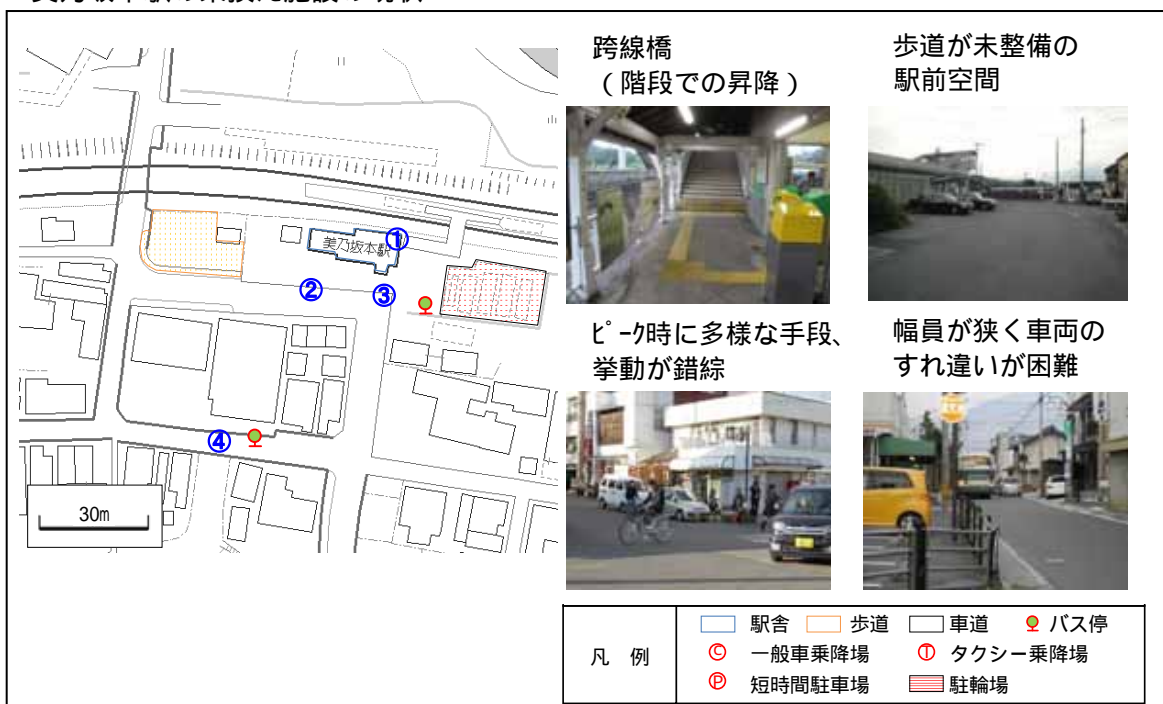 跨線橋
(階段での昇降)
歩道が未整備の
駅前空間
美乃坂本駅
①
②
③
④
30m
ﾋﾟｰｸ時に多様な手段、
挙動が錯綜
幅員が狭く車両の
すれ違いが困難
凡 例
駅舎 歩道 車道 バス停
Ⓒ 一般車乗降場 Ⓣ タクシー乗降場
Ⓟ 短時間駐車場 駐輪場